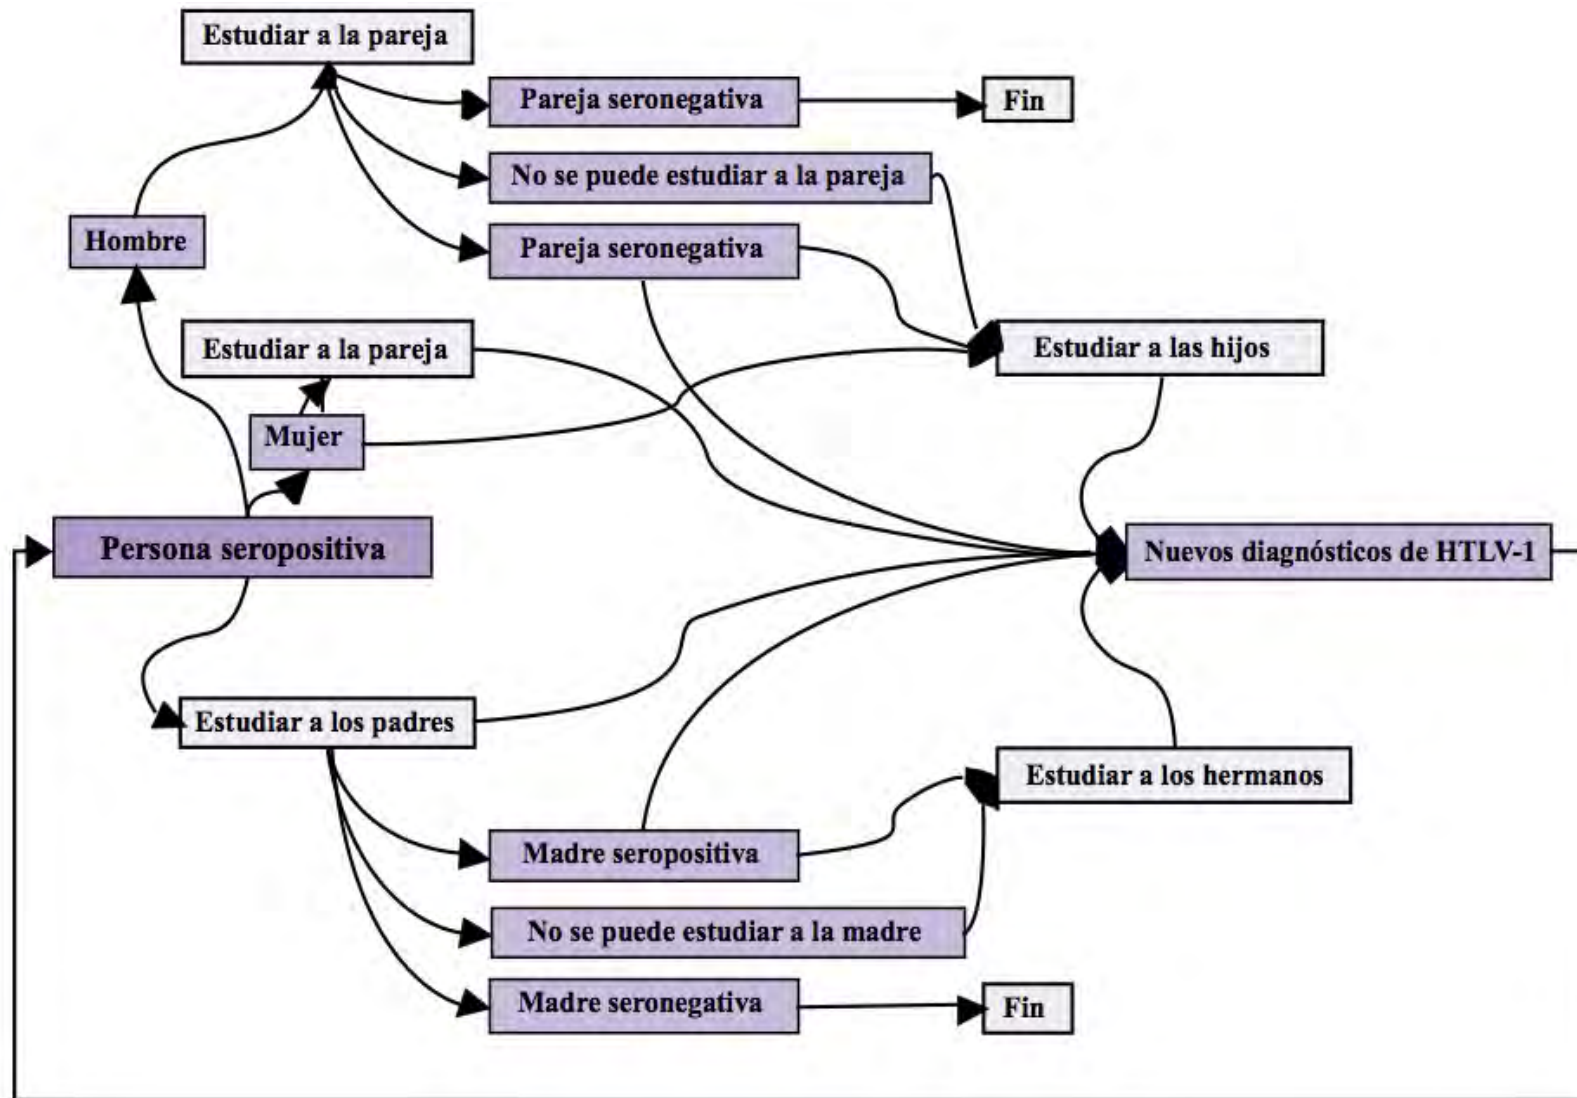 Estudiar a la pareja
Pareja seronegativa
Fin
No se puede estudiar a la pareja
Hombre
Pareja seronegativa
Estudiar a la pareja
Estudiar a las hijos
Mujer
Persona seropositiva
Nuevos diagnósticos de HTLV-1
Estudiar a los padres
Estudiar a los hermanos
Madre seropositiva
No se puede estudiar a la madre
Madre seronegativa
Fin